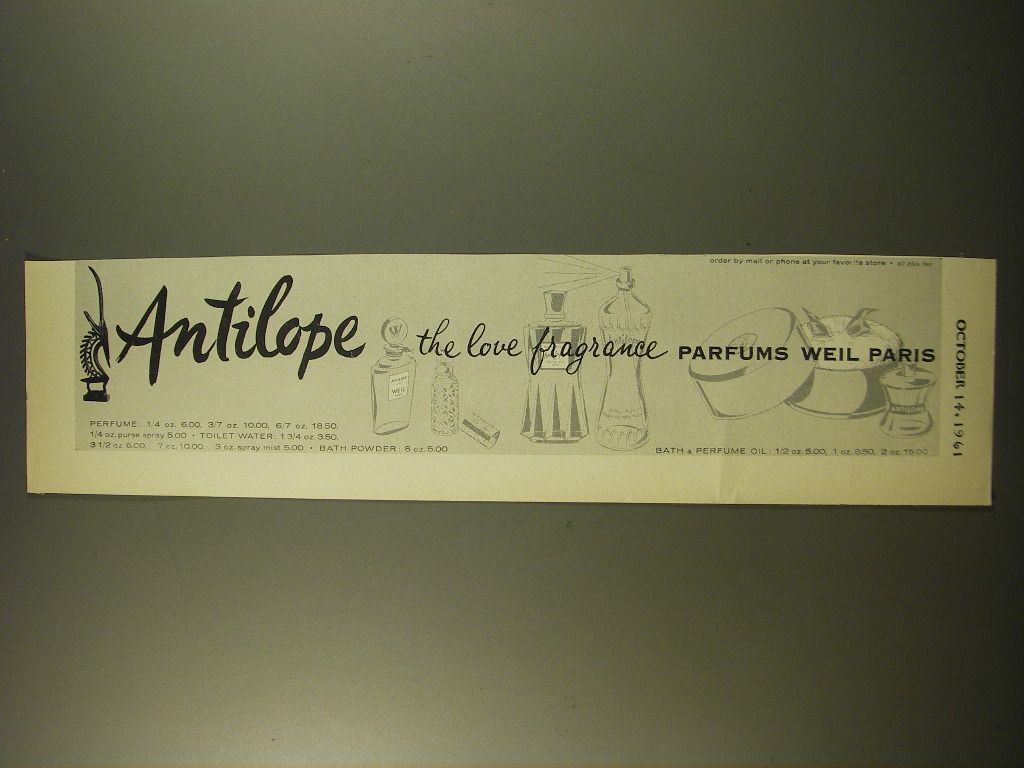 order by mail or phone at your favorite store • all plus tax
Antilope the love fragrance PARFUMS WEIL PARIS
W
WEIL
ANTILOPE
PERFUME: 1/4 oz. 6.00, 3/7 oz. 10.00, 6/7 oz. 18.50,
1/4 oz. purse spray 5.00 • TOILET WATER: 1 3/4 oz. 3.50,
3 1/2 oz. 6.00, 7 oz. 10.00, 3 oz. spray mist 5.00 • BATH POWDER: 8 oz. 5.00
BATH & PERFUME OIL: 1/2 oz. 5.00, 1 oz. 8.50, 2 oz. 15.00
OCTOBER 14, 1961